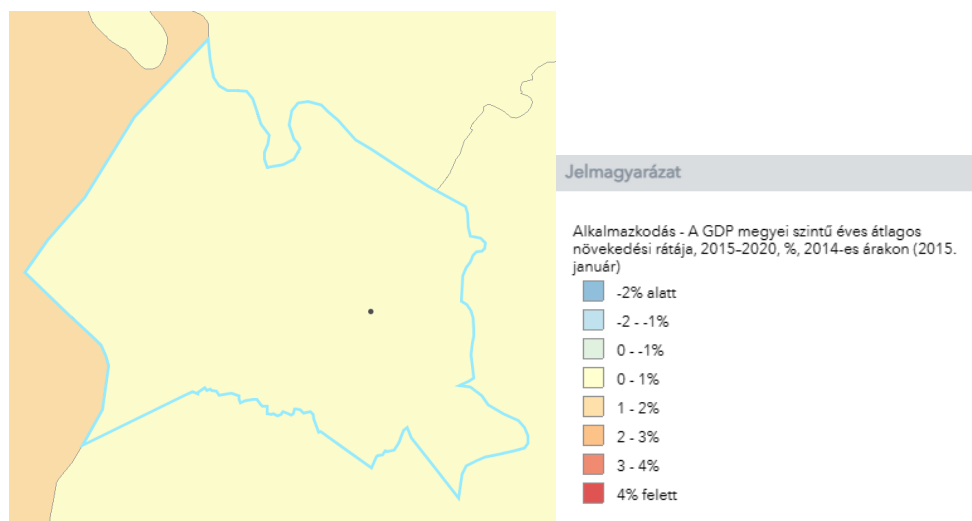 Jelmagyarázat
Alkalmazkodás - A GDP megyei szintű éves átlagos
növekedési rátája, 2015-2020, %, 2014-es árakon (2015.
január)
-2% alatt
-2 - -1%
0 - -1%
0 - 1%
1 - 2%
2 - 3%
3 - 4%
4% felett